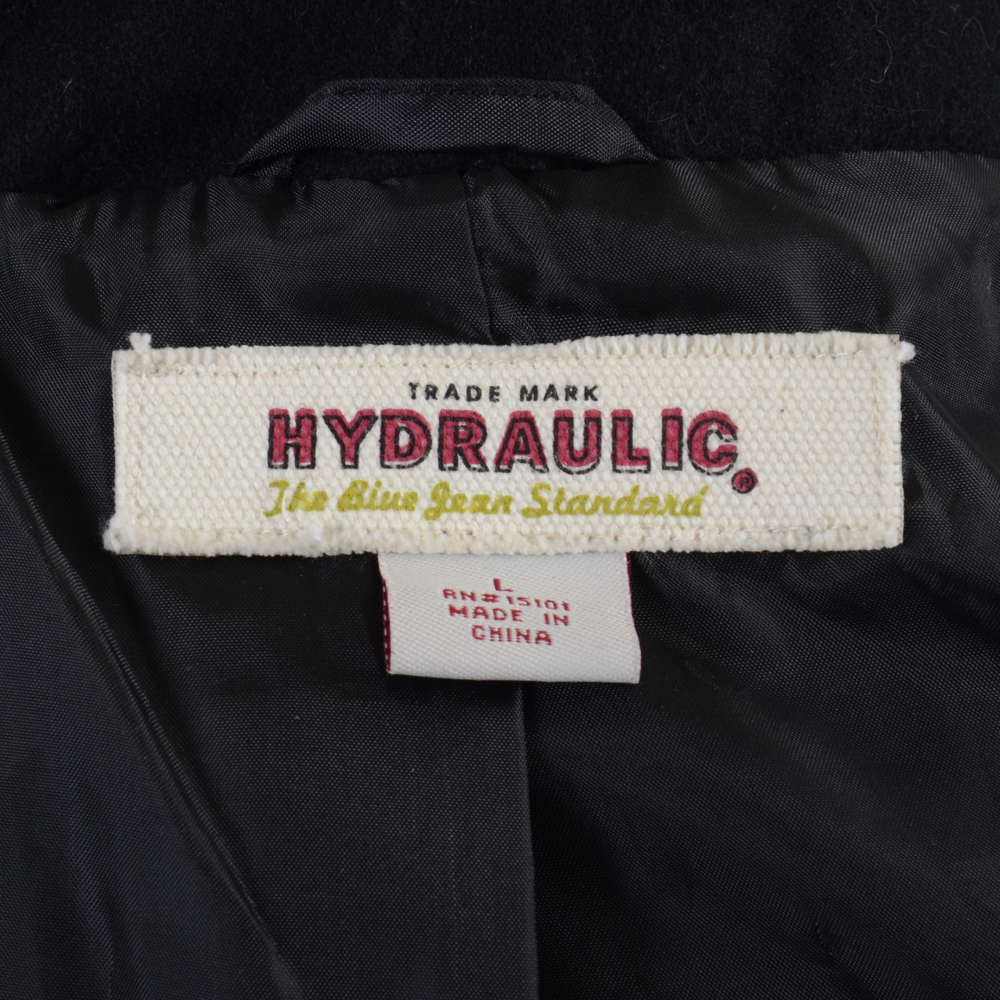 TRADE MARK
HYDRAULIC®
The Blue Jean Standard
L
RN#15101
MADE IN
CHINA